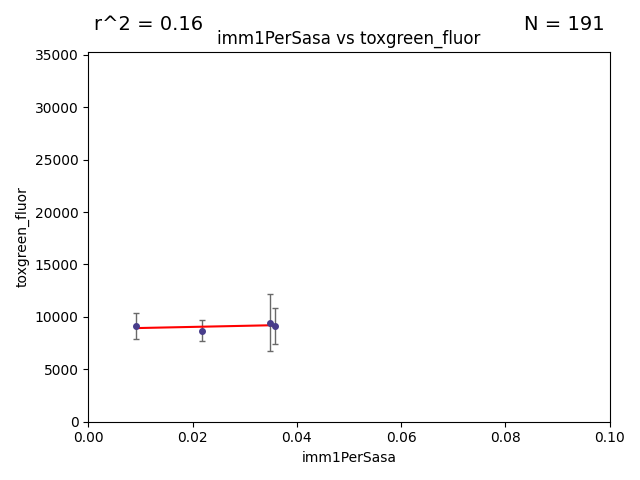 r^2 = 0.16
N = 191
imm1PerSasa vs toxgreen_fluor
35000
30000
25000
20000
15000
10000
5000
0
toxgreen_fluor
0.00
0.02
0.04
0.06
0.08
0.10
imm1PerSasa